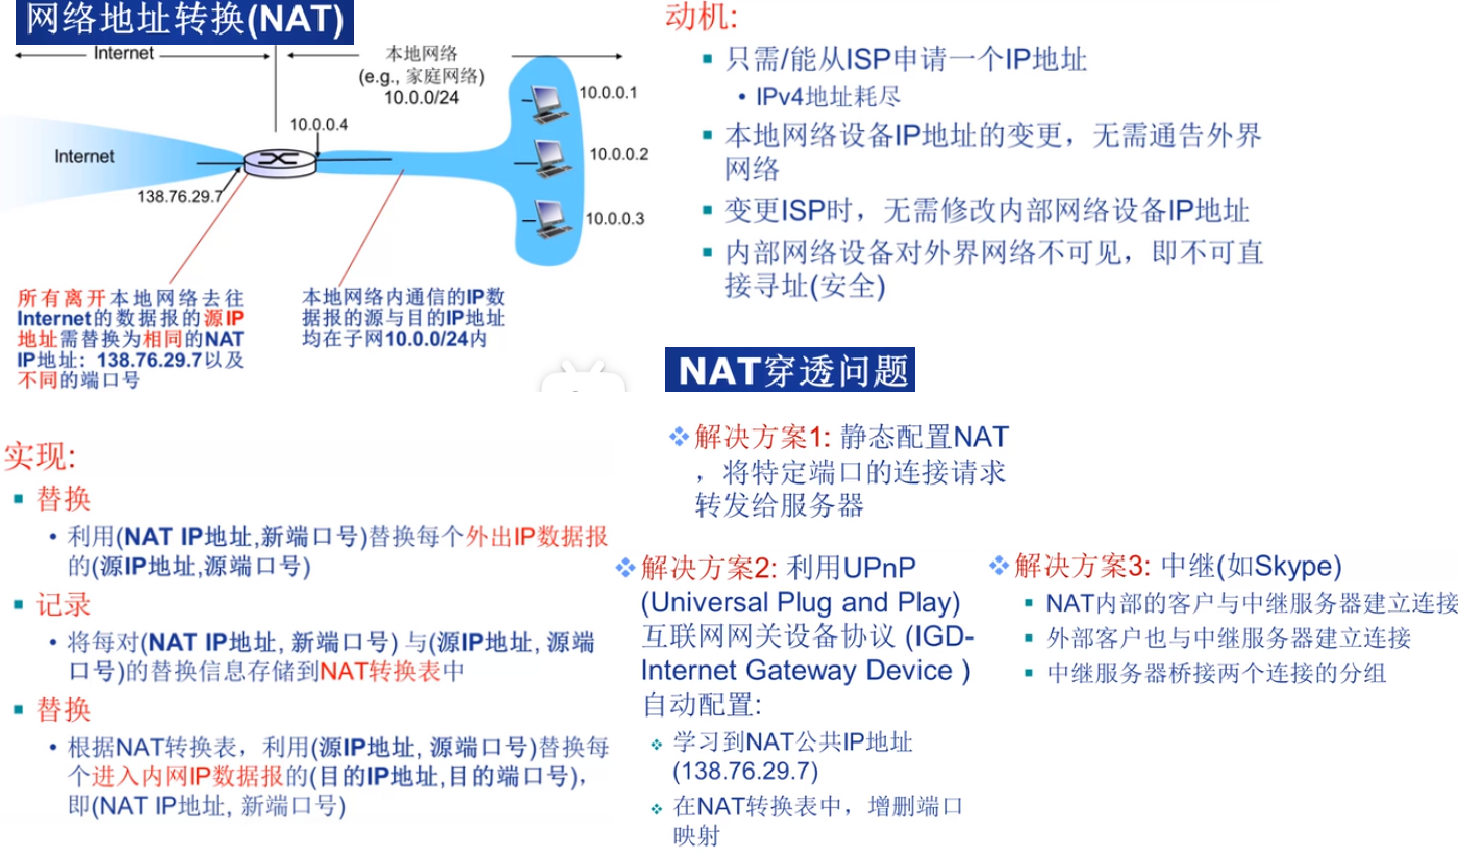 网络地址转换(NAT)
Internet
本地网络
(e.g., 家庭网络)
10.0.0/24
10.0.0.1
10.0.0.4
Internet
10.0.0.2
138.76.29.7
10.0.0.3
所有离开本地网络去往
Internet的数据报的源IP
地址需替换为相同的NAT
IP地址: 138.76.29.7以及
不同的端口号
本地网络内通信的IP数
据报的源与目的IP地址
均在子网10.0.0/24内
动机:
只需/能从ISP申请一个IP地址
• IPv4地址耗尽
本地网络设备IP地址的变更，无需通告外界
网络
变更ISP时，无需修改内部网络设备IP地址
内部网络设备对外界网络不可见，即不可直
接寻址(安全)
实现:
替换
• 利用(NAT IP地址,新端口号)替换每个外出IP数据报
的(源IP地址,源端口号)
记录
• 将每对(NAT IP地址, 新端口号) 与(源IP地址, 源端
口号)的替换信息存储到NAT转换表中
替换
• 根据NAT转换表，利用(源IP地址, 源端口号)替换每
个进入内网IP数据报的(目的IP地址,目的端口号)，
即(NAT IP地址, 新端口号)
NAT穿透问题
解决方案1: 静态配置NAT
，将特定端口的连接请求
转发给服务器
解决方案2: 利用UPnP
(Universal Plug and Play)
互联网网关设备协议 (IGD-
Internet Gateway Device )
自动配置:
学习到NAT公共IP地址
(138.76.29.7)
在NAT转换表中，增删端口
映射
解决方案3: 中继(如Skype)
NAT内部的客户与中继服务器建立连接
外部客户也与中继服务器建立连接
中继服务器桥接两个连接的分组